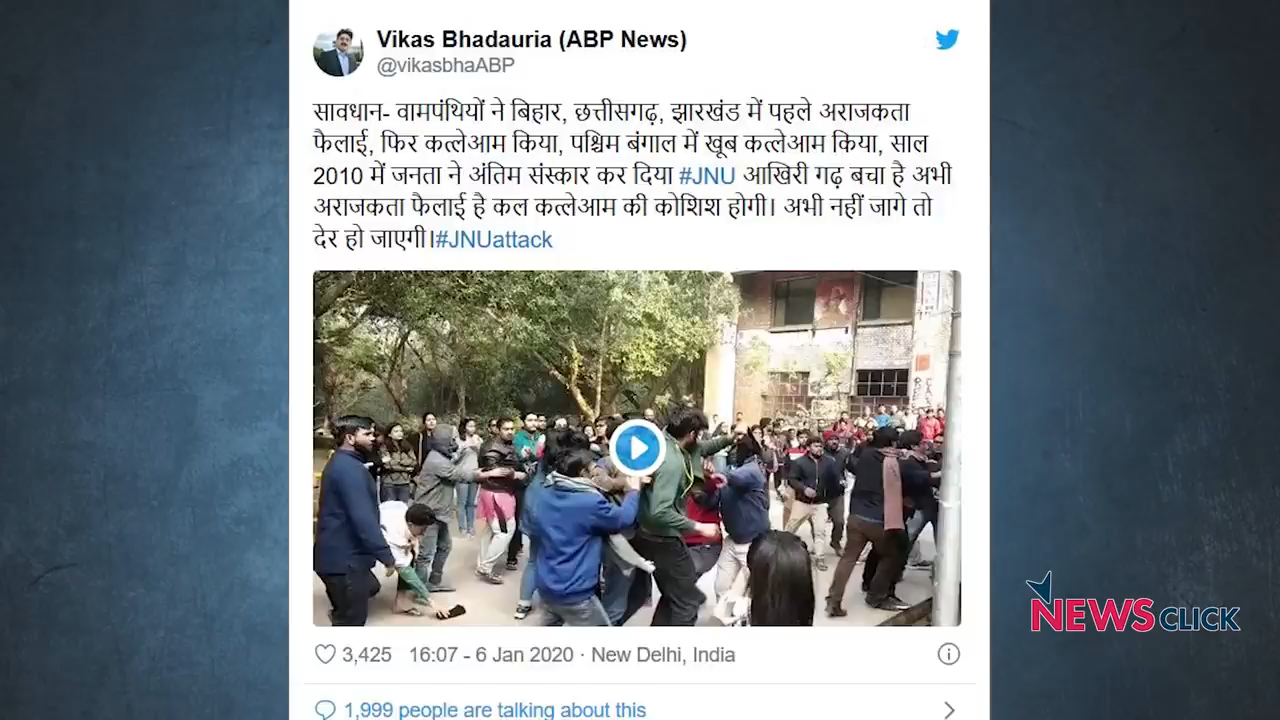 Vikas Bhadauria (ABP News)
@vikasbhaABP
सावधान- वामपंथियों ने बिहार, छत्तीसगढ़, झारखंड में पहले अराजकता
फैलाई, फिर कत्लेआम किया, पश्चिम बंगाल में खूब कत्लेआम किया, साल
2010 में जनता ने अंतिम संस्कार कर दिया #JNU आखिरी गढ़ बचा है अभी
अराजकता फैलाई है कल कत्लेआम की कोशिश होगी। अभी नहीं जागे तो
देर हो जाएगी।#JNUattack
3,425 16:07 - 6 Jan 2020 · New Delhi, India
1,999 people are talking about this
NEWSCLICK